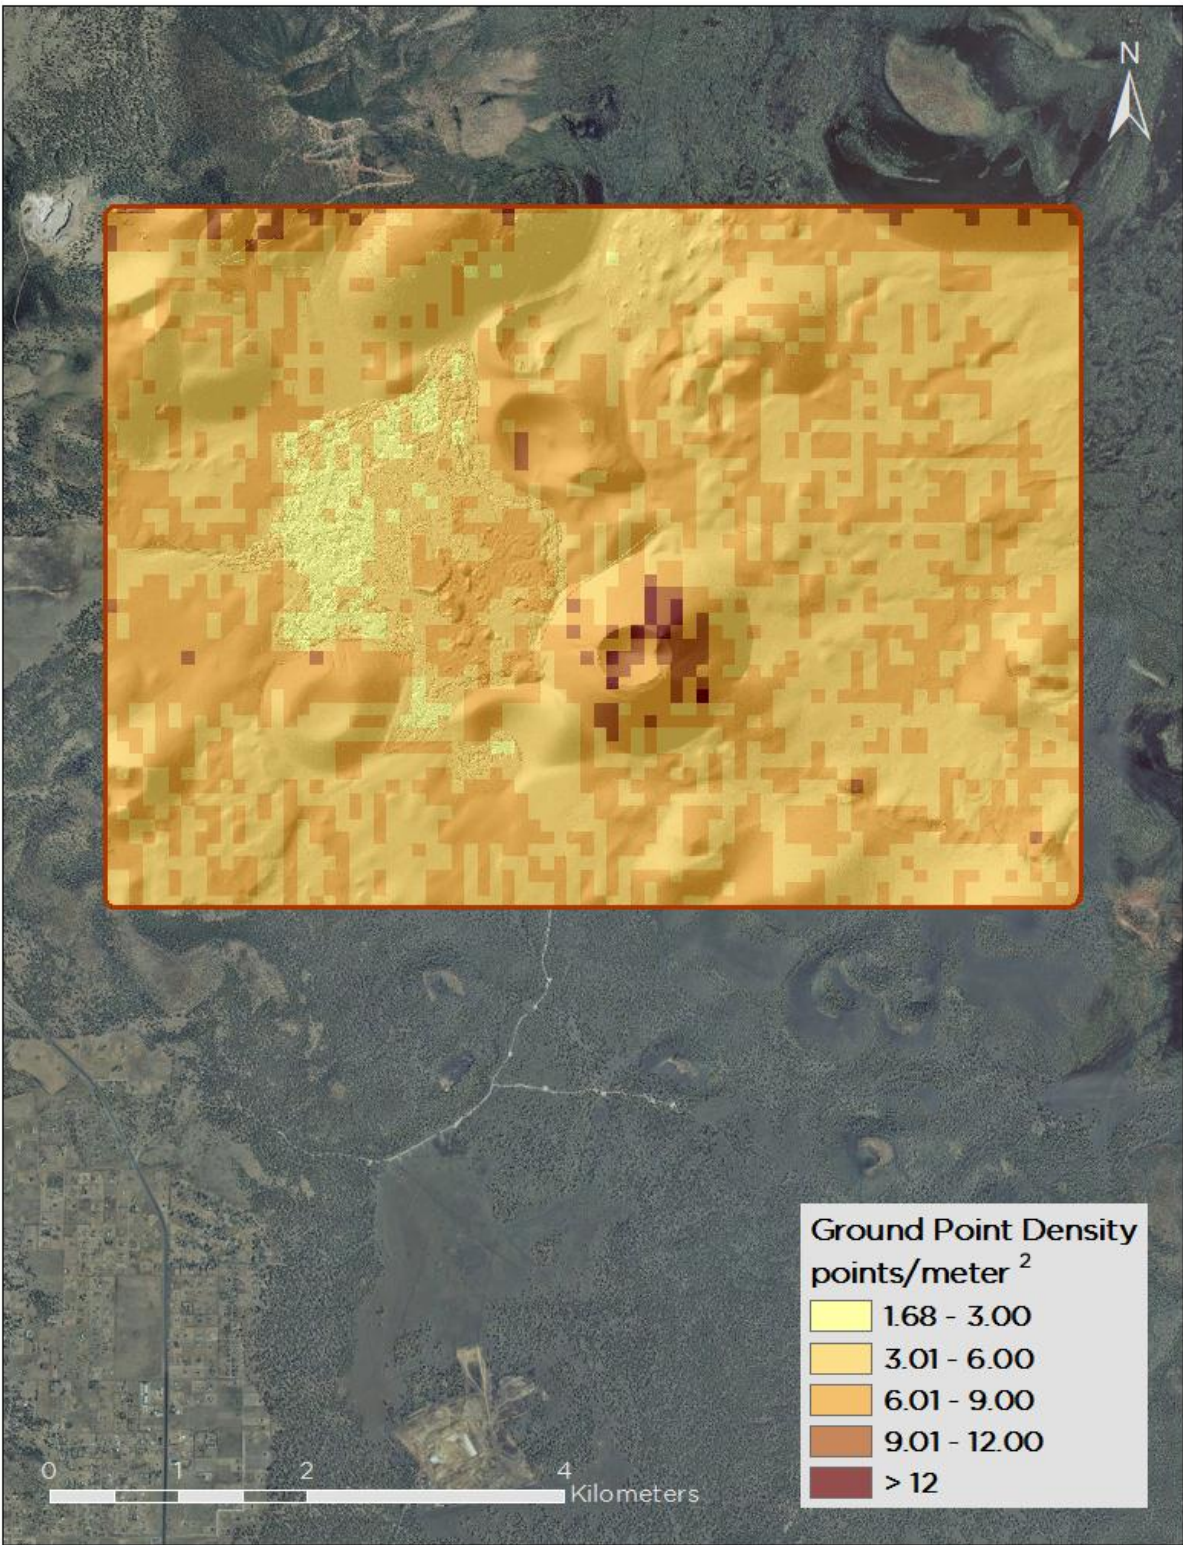 N
Ground Point Density
points/meter 2
1.68 - 3.00
3.01 - 6.00
6.01 - 9.00
9.01 - 12.00
> 12
0 1 2 4
Kilometers